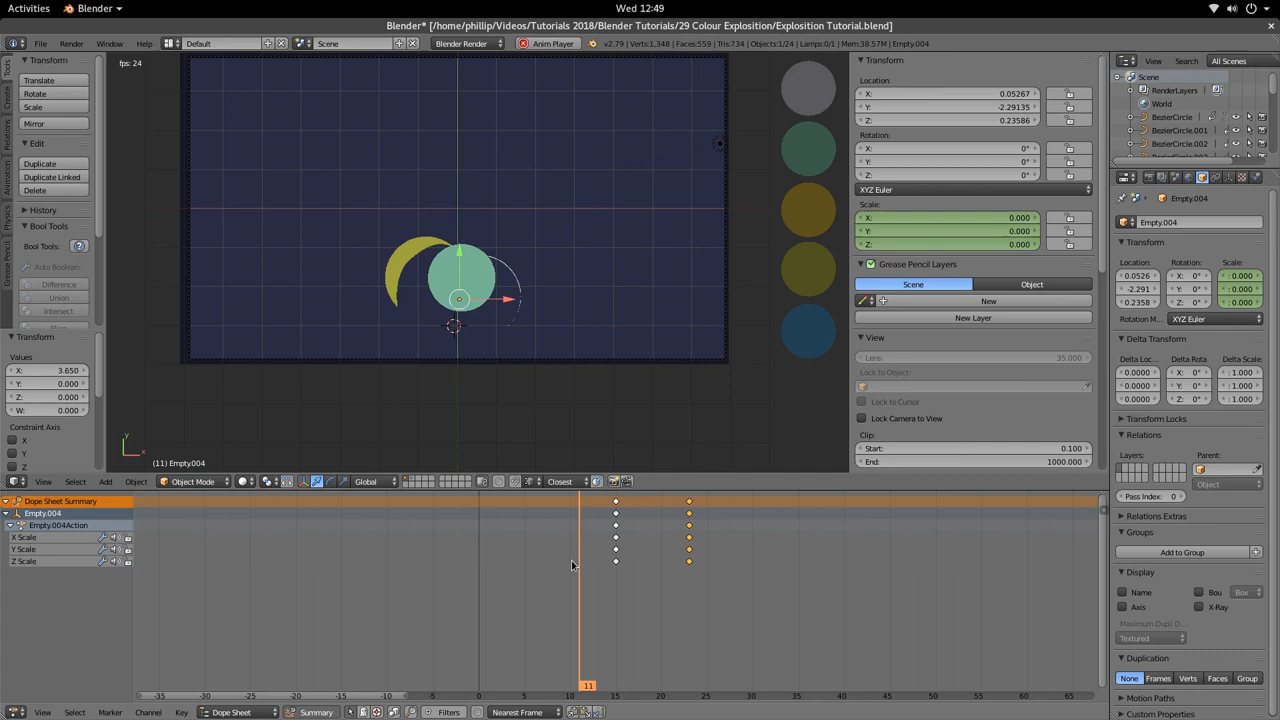 Activities Blender Wed 12:49
Blender* [/home/phillip/Videos/Tutorials 2018/Blender Tutorials/29 Colour Exposition/Explosition Tutorial.blend]
File Render Window Help Default Scene Blender Render Anim Player v2.79 | Verts:1,348 | Faces:559 | Tris:734 | Objects:1/24 | Lamps:0/1 | Mem:38.57M | Empty.004
fps: 24
Tools
Create
Relations
Animation
Physics
Grease Pencil
Transform
Translate
Rotate
Scale
Mirror
Edit
Duplicate
Duplicate Linked
Delete
History
Bool Tools
Bool Tools:
Auto Boolean:
Difference
Union
Intersect
Transform
Values
X: 3.650
Y: 0.000
Z: 0.000
W: 0.000
Constraint Axis
X
Y
Z
y
x
(11) Empty.004
Transform
Location:
X: 0.05267
Y: -2.29135
Z: 0.23586
Rotation:
X: 0°
Y: 0°
Z: 0°
XYZ Euler
Scale:
X: 0.000
Y: 0.000
Z: 0.000
Grease Pencil Layers
Scene Object
New
New Layer
View
Lens: 35.000
Lock to Object:
Lock to Cursor
Lock Camera to View
Clip:
Start: 0.100
End: 1000.000
View Search All Scenes
Scene
RenderLayers
World
BezierCircle
BezierCircle.001
BezierCircle.002
Empty.004
Empty.004
Transform
Location: Rotation: Scale:
0.0526 X: 0° : 0.000
-2.291 Y: 0° : 0.000
0.2358 Z: 0° : 0.000
Rotation M... XYZ Euler
Delta Transform
Delta Loc... Delta Rota Delta Scale:
0.0000 X: 0° : 1.000
0.0000 Y: 0° : 1.000
0.0000 Z: 0° : 1.000
Transform Locks
Relations
Layers: Parent:
Object
Pass Index: 0
Relations Extras
Groups
Add to Group
Display
Name Bou Box
Axis X-Ray
Maximum Dupli D...
Textured
Duplication
None Frames Verts Faces Group
Motion Paths
Custom Properties
View Select Add Object Object Mode Global Closest
Dope Sheet Summary
Empty.004
Empty.004Action
X Scale
Y Scale
Z Scale
11
-35 -30 -25 -20 -15 -10 -5 0 5 10 15 20 25 30 35 40 45 50 55 60 65
View Select Marker Channel Key Dope Sheet Summary Filters Nearest Frame